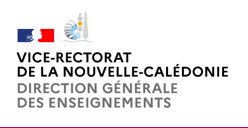 VICE-RECTORAT
DE LA NOUVELLE-CALÉDONIE
DIRECTION GÉNÉRALE
DES ENSEIGNEMENTS